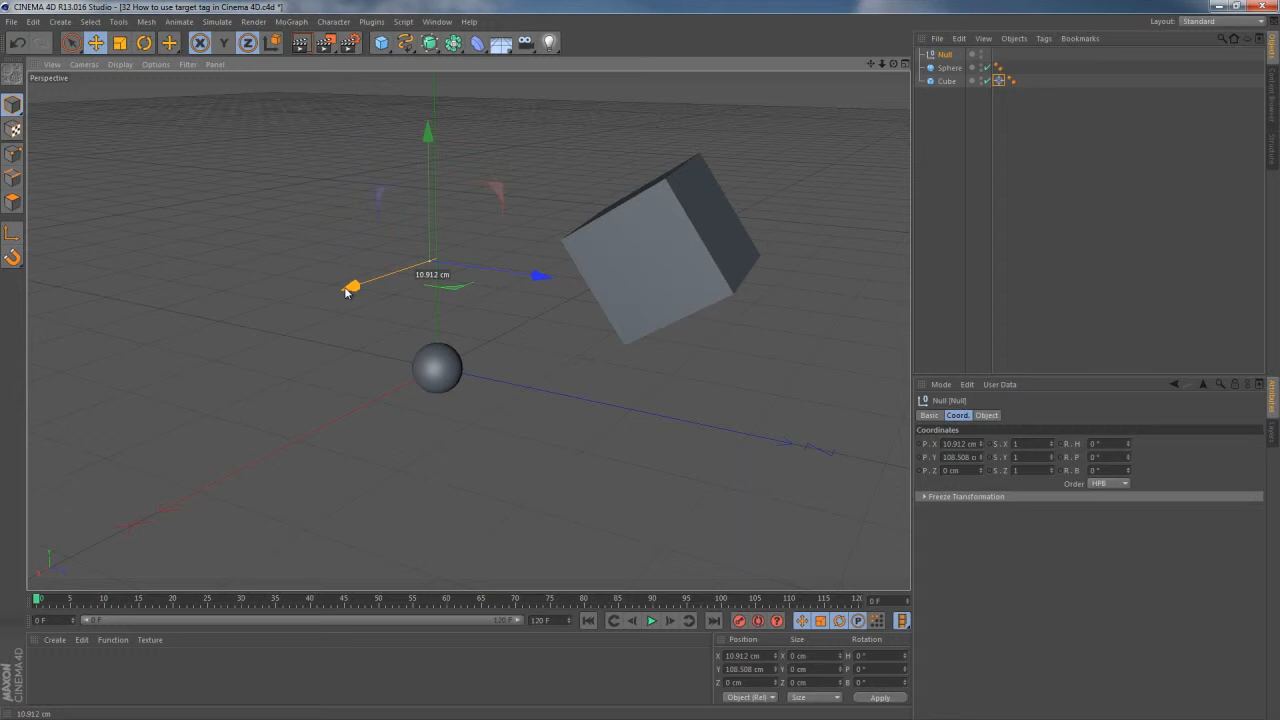 CINEMA 4D R13.016 Studio - [32 How to use target tag in Cinema 4D.c4d *]
File Edit Create Select Tools Mesh Animate Simulate Render MoGraph Character Plugins Script Window Help
Layout: Standard
X Y Z
File Edit View Objects Tags Bookmarks
Null
Sphere
Cube
Objects
Content Browser
Structure
View Cameras Display Options Filter Panel
Perspective
10.912 cm
Y
X
Mode Edit User Data
Null [Null]
Basic Coord. Object
Coordinates
P . X 10.912 cm S . X 1 R . H 0 °
P . Y 108.508 S . Y 1 R . P 0 °
P . Z 0 cm S . Z 1 R . B 0 °
Order HPB
Freeze Transformation
Attributes
Layers
0 5 10 15 20 25 30 35 40 45 50 55 60 65 70 75 80 85 90 95 100 105 110 115 120 0 F
0 F 0 F 120 F 120 F
P
Create Edit Function Texture
Position Size Rotation
X 10.912 cm X 0 cm H 0 °
Y 108.508 cm Y 0 cm P 0 °
Z 0 cm Z 0 cm B 0 °
Object (Rel) Size Apply
MAXON
CINEMA 4D
10.912 cm